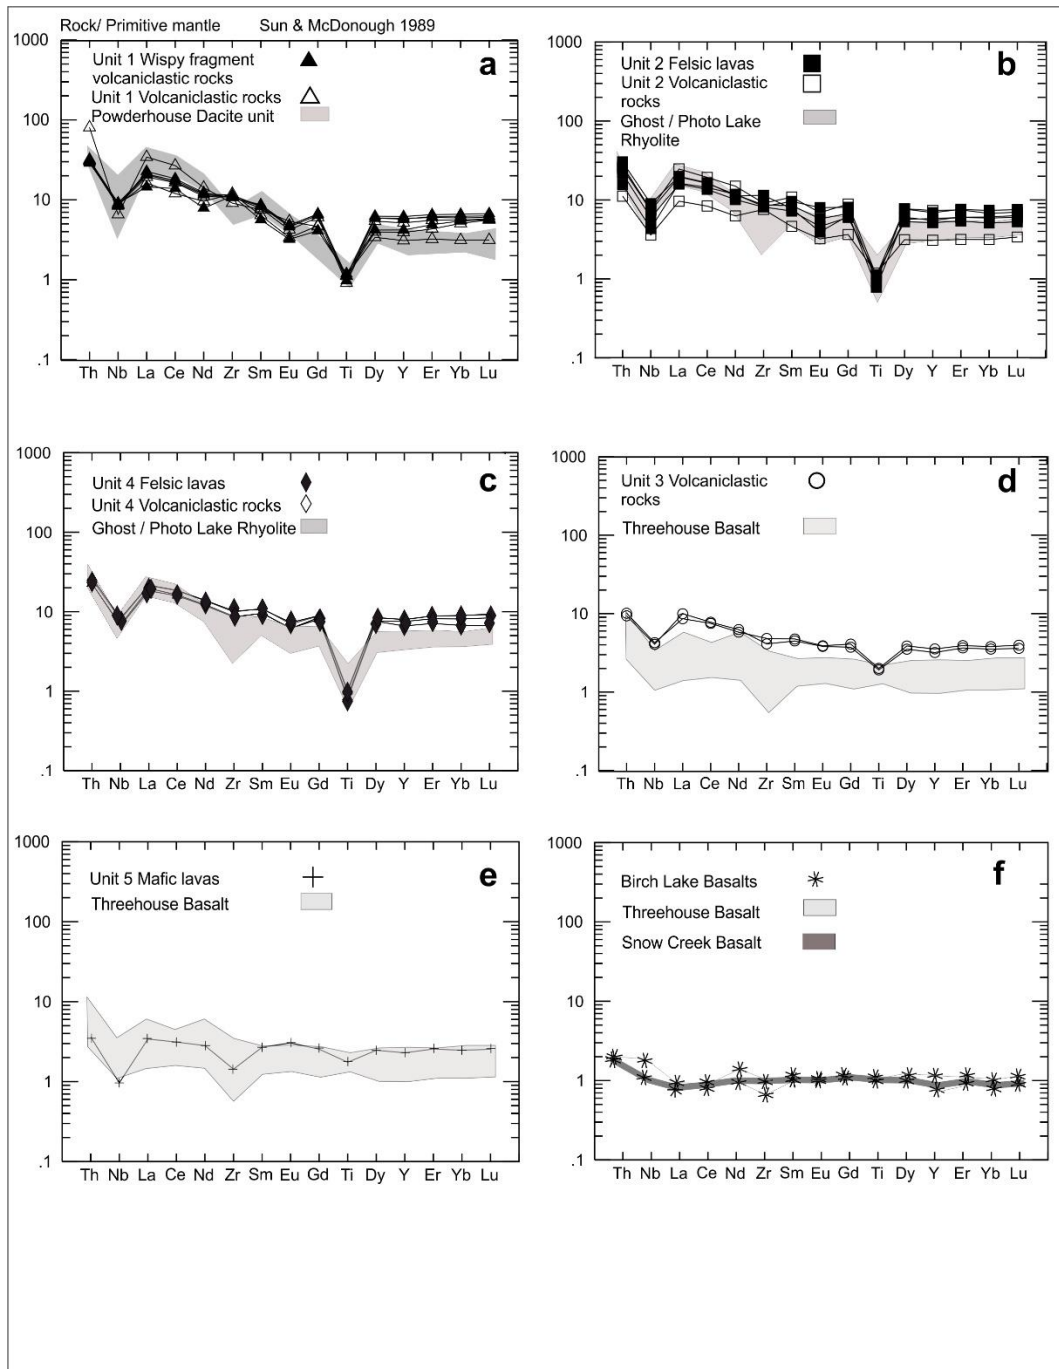 Rock/ Primitive mantle Sun & McDonough 1989
1000
100
10
1
.1
a
Unit 1 Wispy fragment
volcaniclastic rocks
Unit 1 Volcaniclastic rocks
Powderhouse Dacite unit
Th Nb La Ce Nd Zr Sm Eu Gd Ti Dy Y Er Yb Lu
1000
100
10
1
.1
b
Unit 2 Felsic lavas
Unit 2 Volcaniclastic
rocks
Ghost / Photo Lake
Rhyolite
Th Nb La Ce Nd Zr Sm Eu Gd Ti Dy Y Er Yb Lu
1000
100
10
1
.1
c
Unit 4 Felsic lavas
Unit 4 Volcaniclastic rocks
Ghost / Photo Lake Rhyolite
Th Nb La Ce Nd Zr Sm Eu Gd Ti Dy Y Er Yb Lu
1000
100
10
1
.1
d
Unit 3 Volcaniclastic
rocks
Threehouse Basalt
Th Nb La Ce Nd Zr Sm Eu Gd Ti Dy Y Er Yb Lu
1000
100
10
1
.1
e
Unit 5 Mafic lavas
Threehouse Basalt
Th Nb La Ce Nd Zr Sm Eu Gd Ti Dy Y Er Yb Lu
1000
100
10
1
.1
f
Birch Lake Basalts
Threehouse Basalt
Snow Creek Basalt
Th Nb La Ce Nd Zr Sm Eu Gd Ti Dy Y Er Yb Lu